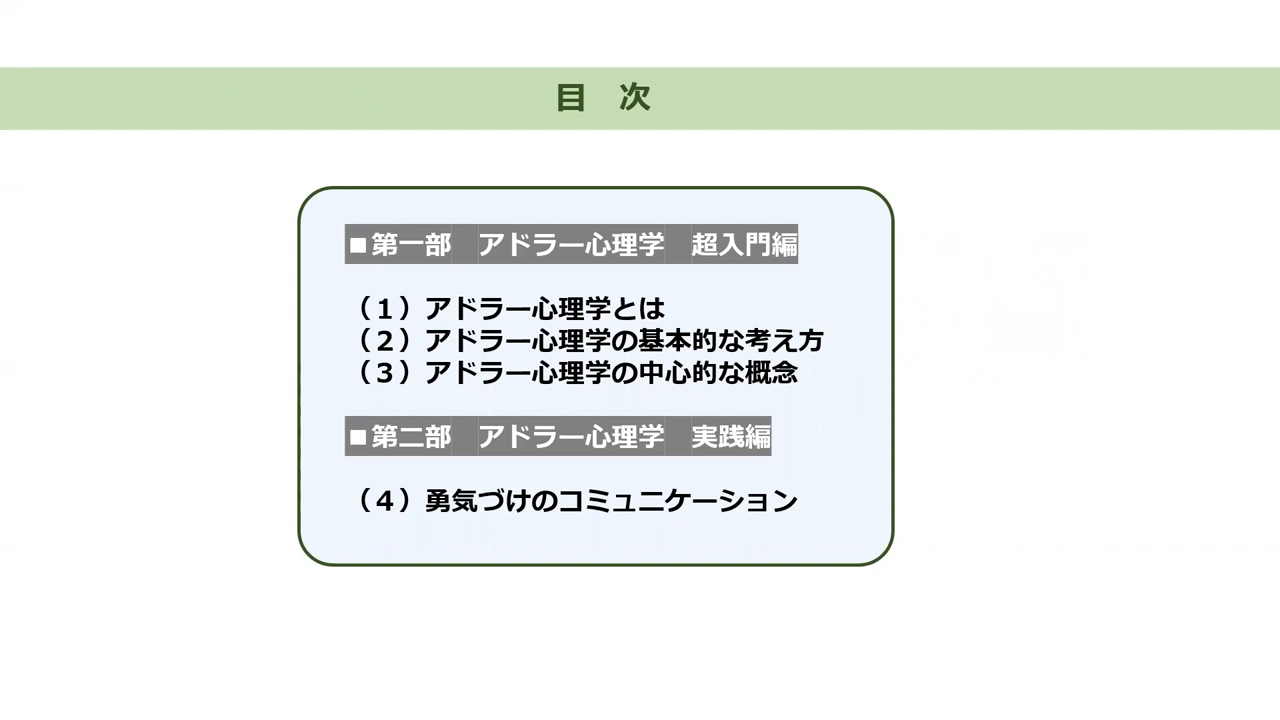 目　次
■第一部　アドラー心理学　超入門編
（１）アドラー心理学とは
（２）アドラー心理学の基本的な考え方
（３）アドラー心理学の中心的な概念
■第二部　アドラー心理学　実践編
（４）勇気づけのコミュニケーション